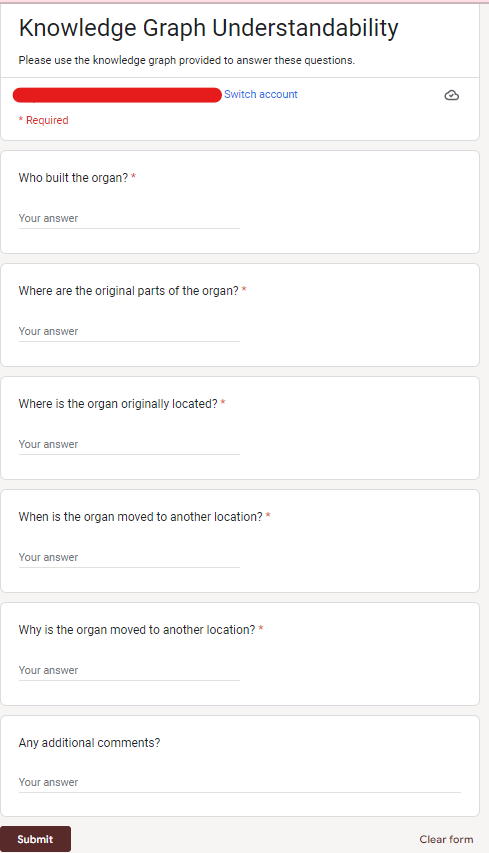 Knowledge Graph Understandability
Please use the knowledge graph provided to answer these questions.
Switch account
* Required
Who built the organ? *
Your answer
Where are the original parts of the organ? *
Your answer
Where is the organ originally located? *
Your answer
When is the organ moved to another location? *
Your answer
Why is the organ moved to another location? *
Your answer
Any additional comments?
Your answer
Submit
Clear form